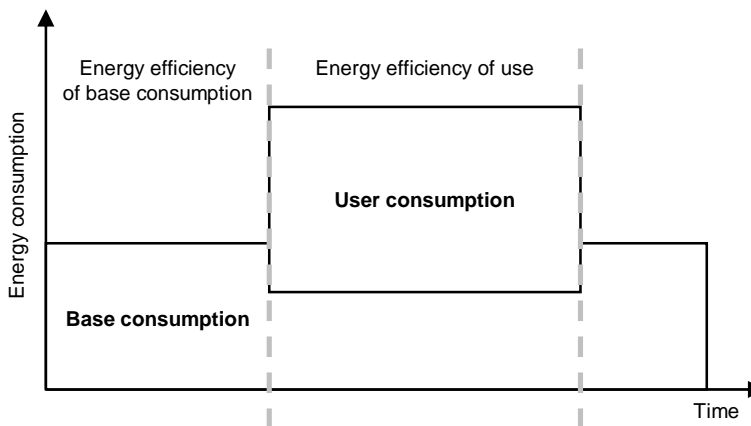 Energy efficiency
of base consumption
Energy efficiency of use
Energy consumption
User consumption
Base consumption
Time